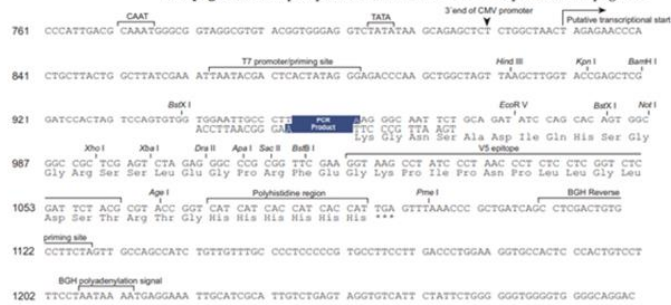 CAAT TATA 3´end of CMV promoter Putative transcriptional start
761 CCCATTGACG CAAATGGGCG GTAGGCGTGT ACGGTGGGAG GTCTATATAA GCAGAGCTCT CTGGCTAACT AGAGAACCCA
T7 promoter/priming site Hind III Kpn I BamH I
841 CTGCTTACTG GCTTATCGAA ATTAATACGACTCACTATAGG GAGACCCAAG GCTGGCTAGTT AAGCTTGGT ACCGAGCTCG
BstX I EcoR V BstX I Not I
921 GATCCACTAG TCCAGTGTGG TGGAATTGCC CTT PCR AAG GGC AAT TCT GCA GAT ATC CAG CAC AGT GGC
ACCTTAACGG GAA Product TTC CCG TTA AGT
Lys Gly Asn Ser Ala Asp Ile Gln His Ser Gly
Xho I Xba I Dra II Apa I Sac II BstB I V5 epitope
987 GGC CGC TCG AGT CTA GAG GGC CCG CGG TTC GAA GGT AAG CCT ATC CCT AAC CCT CTC CTC GGT CTC
Gly Arg Ser Ser Leu Glu Gly Pro Arg Phe Glu Gly Lys Pro Ile Pro Asn Pro Leu Leu Gly Leu
Age I Polyhistidine region Pme I BGH Reverse
1053 GAT TCT ACG CGT ACC GGT CAT CAT CAC CAT CAC CAT TGA GTTTAAACCC GCTGATCAGC CTCGACTGTG
Asp Ser Thr Arg Thr Gly His His His His His His ***
priming site
1122 CCTTCTAGTT GCCAGCCATC TGTTGTTTGC CCCTCCCCCG TGCCTTCCTT GACCCTGGAA GGTGCCACTC CCACTGTCCT
BGH polyadenylation signal
1202 TTCCTAATAA AATGAGGAAA TTGCATCGCA TTGTCTGAGT AGGTGTCATT CTATTCTGGG GGGTGGGGTG GGGCAGGAC